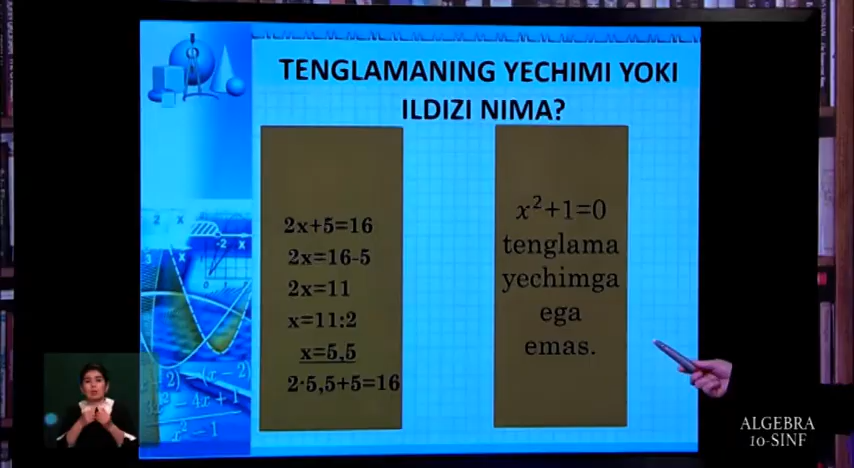 TENGLAMANING YECHIMI YOKI
ILDIZI NIMA?
2x+5=16
2x=16-5
2x=11
x=11:2
x=5,5
2·5,5+5=16
x²+1=0
tenglama
yechimga
ega
emas.
ALGEBRA
10-SINF